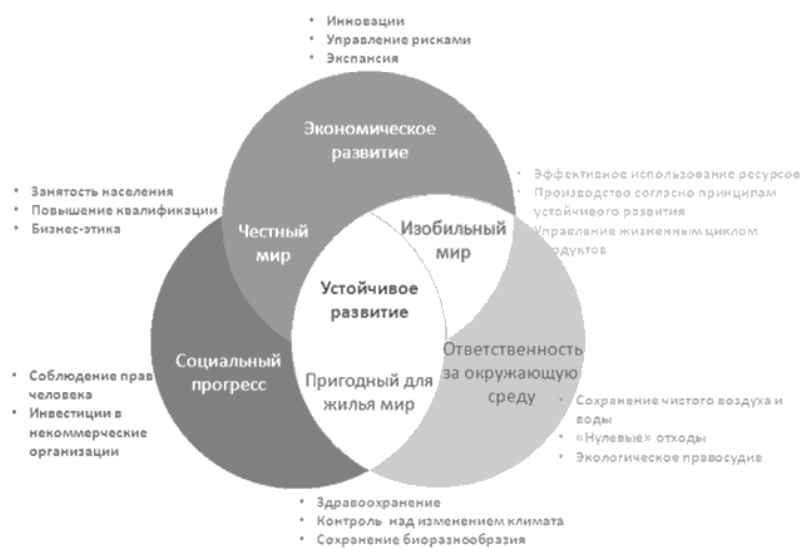 • Инновации
• Управление рисками
• Экспансия
Экономическое
развитие
• Эффективное использование ресурсов
• Производство согласно принципам
устойчивого развития
• Управление жизненным циклом
продуктов
• Занятость населения
• Повышение квалификации
• Бизнес-этика
Честный
мир
Изобильный
мир
Устойчивое
развитие
Социальный
прогресс
Пригодный для
жилья мир
Ответственность
за окружающую
среду
• Соблюдение прав
человека
• Инвестиции в
некоммерческие
организации
• Сохранение чистого воздуха и
воды
• «Нулевые» отходы
• Экологическое правосудие
• Здравоохранение
• Контроль над изменением климата
• Сохранение биоразнообразия